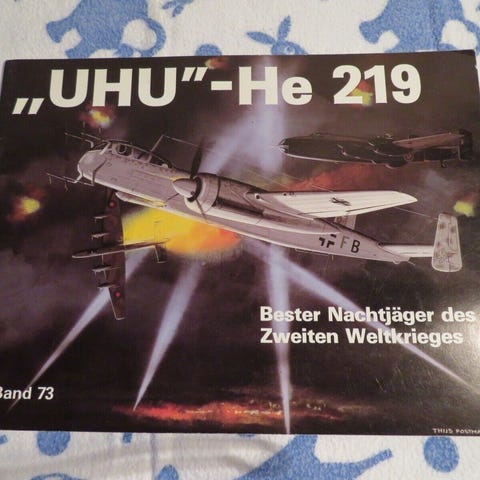 „UHU”-He 219
FB
Bester Nachtjäger des
Zweiten Weltkrieges
Band 73
THIJS POSTMA